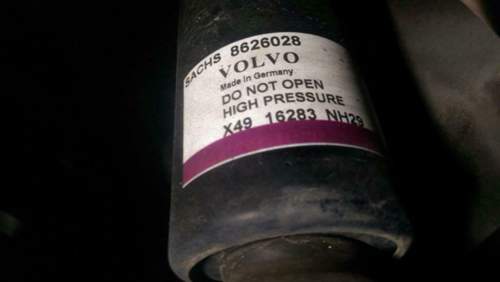 SACHS 8626028
VOLVO
Made in Germany
DO NOT OPEN
HIGH PRESSURE
X49 16283 NH29